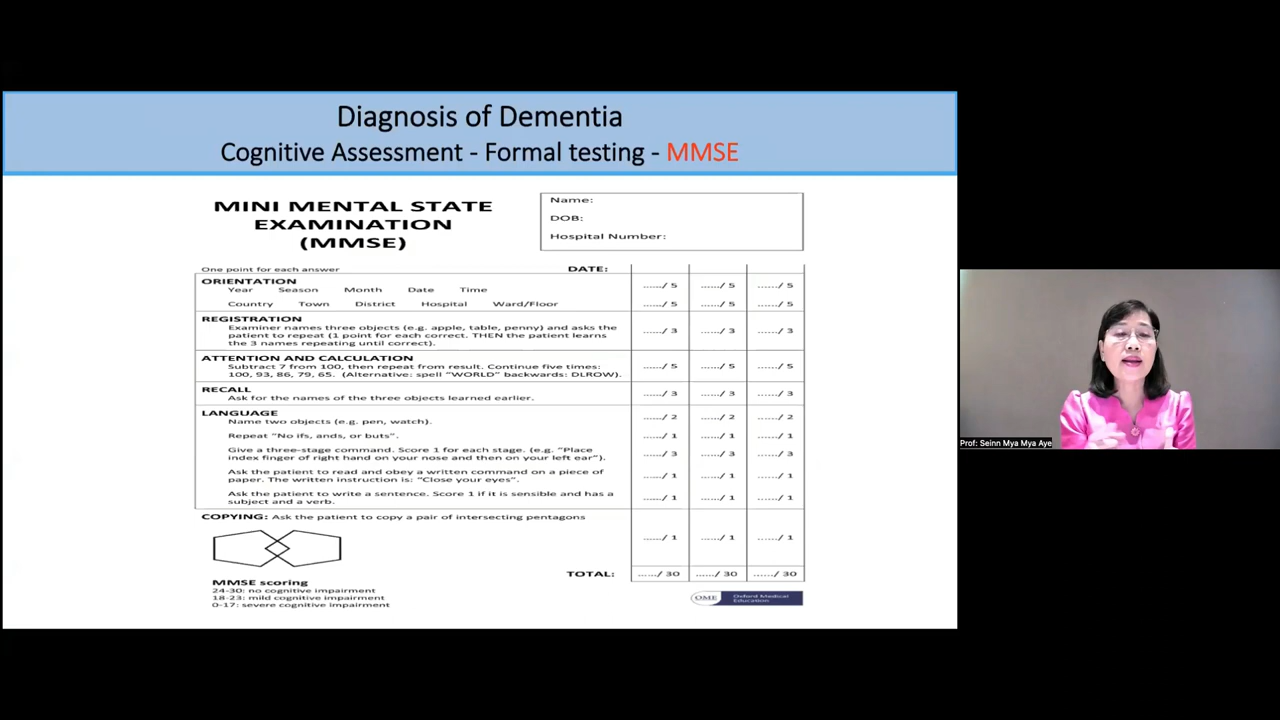 Diagnosis of Dementia
Cognitive Assessment - Formal testing - MMSE
MINI MENTAL STATE
EXAMINATION
(MMSE)
Name:
DOB:
Hospital Number:
One point for each answer DATE:
ORIENTATION
Year Season Month Date Time ....../ 5 ....../ 5 ....../ 5
Country Town District Hospital Ward/Floor ....../ 5 ....../ 5 ....../ 5
REGISTRATION
Examiner names three objects (e.g. apple, table, penny) and asks the
patient to repeat (1 point for each correct. THEN the patient learns
the 3 names repeating until correct).
....../ 3 ....../ 3 ....../ 3
ATTENTION AND CALCULATION
Subtract 7 from 100, then repeat from result. Continue five times:
100, 93, 86, 79, 65. (Alternative: spell "WORLD" backwards: DLROW).
....../ 5 ....../ 5 ....../ 5
RECALL
Ask for the names of the three objects learned earlier.
....../ 3 ....../ 3 ....../ 3
LANGUAGE
Name two objects (e.g. pen, watch). ....../ 2 ....../ 2 ....../ 2
Repeat "No ifs, ands, or buts". ....../ 1 ....../ 1 ....../ 1
Give a three-stage command. Score 1 for each stage. (e.g. "Place
index finger of right hand on your nose and then on your left ear").
....../ 3 ....../ 3 ....../ 3
Ask the patient to read and obey a written command on a piece of
paper. The written instruction is: "Close your eyes".
....../ 1 ....../ 1 ....../ 1
Ask the patient to write a sentence. Score 1 if it is sensible and has a
subject and a verb.
....../ 1 ....../ 1 ....../ 1
COPYING: Ask the patient to copy a pair of intersecting pentagons
....../ 1 ....../ 1 ....../ 1
TOTAL: ....../ 30 ....../ 30 ....../ 30
MMSE scoring
24-30: no cognitive impairment
18-23: mild cognitive impairment
0-17: severe cognitive impairment
OME Oxford Medical
Education
Prof: Seinn Mya Mya Aye